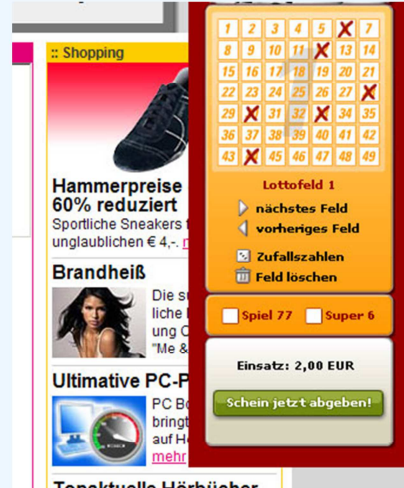 :: Shopping
Hammerpreise
60% reduziert
Sportliche Sneakers
unglaublichen € 4,-.
Brandheiß
Die
liche
ung
"Me &
Ultimative PC-P
PC
bringt
auf
mehr
Topaktuelle Hörbücher
1 2 3 4 5 7
8 9 10 11 13 14
15 16 17 18 19 20 21
22 23 24 25 26
29 31 32 34 35
36 37 38 39 40 41 42
43 45 46 47 48 49
Lottofeld 1
nächstes Feld
vorheriges Feld
Zufallszahlen
Feld löschen
Spiel 77 Super 6
Einsatz: 2,00 EUR
Schein jetzt abgeben!